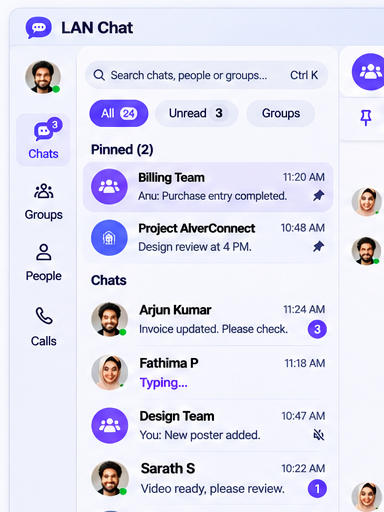 LAN Chat
Search chats, people or groups... Ctrl K
All 24 Unread 3 Groups
3
Chats
Groups
People
Calls
Pinned (2)
Billing Team 11:20 AM
Anu: Purchase entry completed.
Project AlverConnect 10:48 AM
Design review at 4 PM.
Chats
Arjun Kumar 11:24 AM
Invoice updated. Please check. 3
Fathima P 11:18 AM
Typing...
Design Team 10:47 AM
You: New poster added.
Sarath S 10:22 AM
Video ready, please review. 1